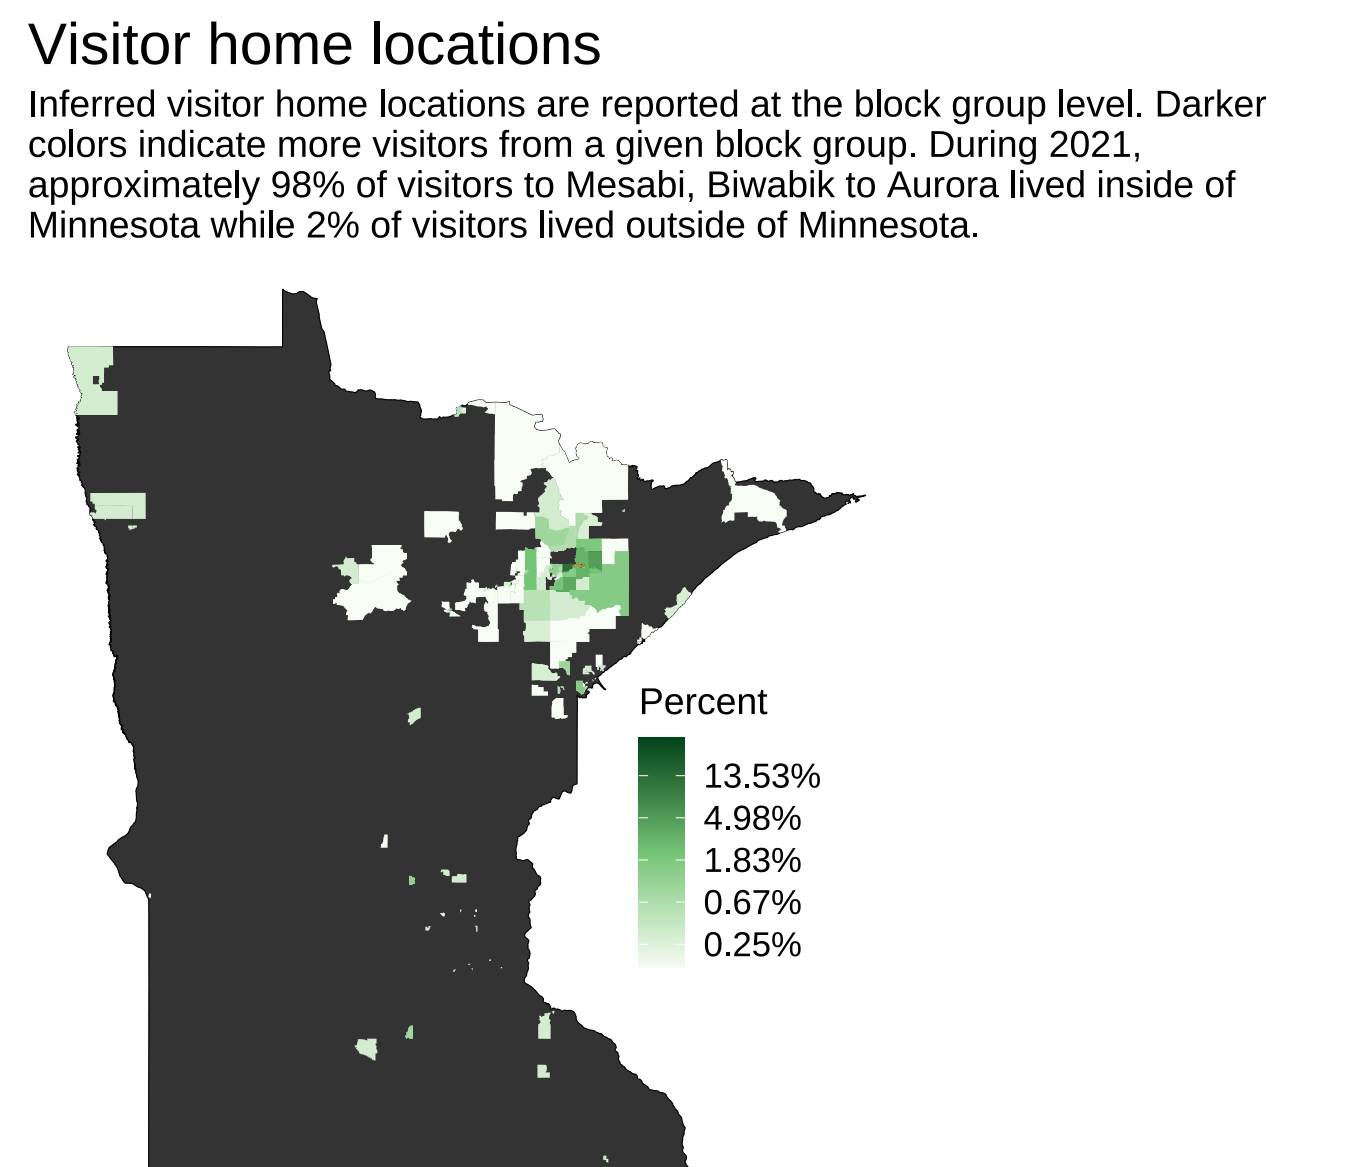 Visitor home locations
Inferred visitor home locations are reported at the block group level. Darker
colors indicate more visitors from a given block group. During 2021,
approximately 98% of visitors to Mesabi, Biwabik to Aurora lived inside of
Minnesota while 2% of visitors lived outside of Minnesota.
Percent
13.53%
4.98%
1.83%
0.67%
0.25%